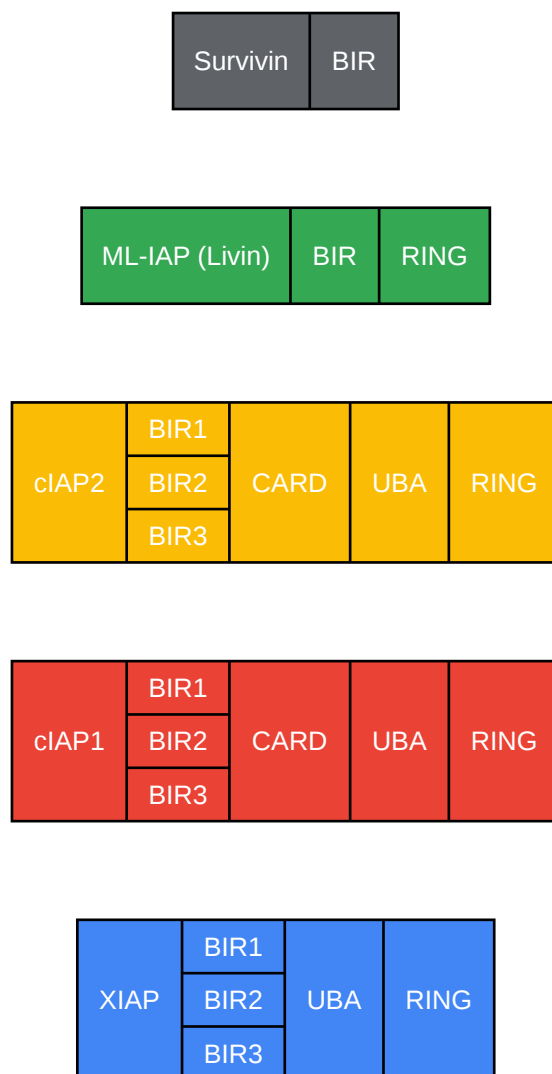 Survivin BIR
ML-IAP (Livin) BIR RING
BIR1
cIAP2 BIR2 CARD UBA RING
BIR3
BIR1
cIAP1 BIR2 CARD UBA RING
BIR3
BIR1
XIAP BIR2 UBA RING
BIR3